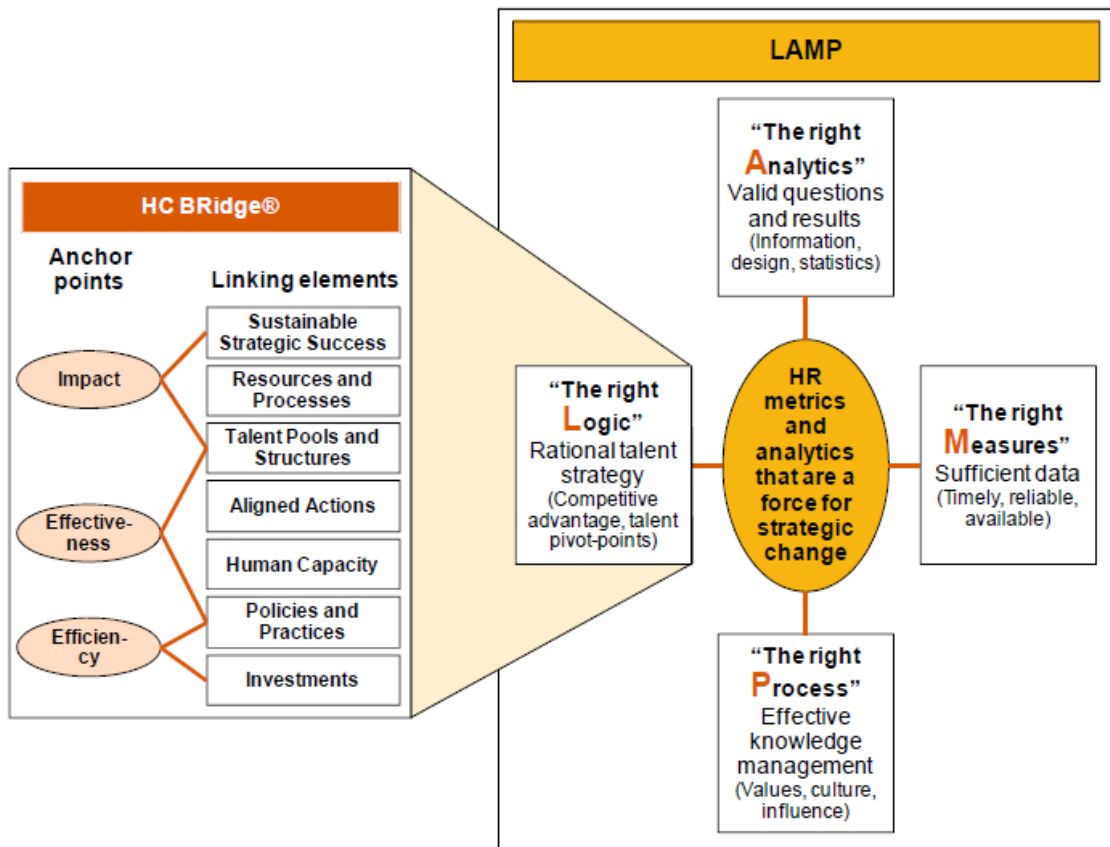 LAMP
“The right
Analytics”
Valid questions
and results
(Information,
design, statistics)
HC BRidge®
Anchor
points
Linking elements
Impact
Effective-
ness
Efficien-
cy
Sustainable
Strategic Success
Resources and
Processes
Talent Pools and
Structures
Aligned Actions
Human Capacity
Policies and
Practices
Investments
“The right
Logic”
Rational talent
strategy
(Competitive
advantage, talent
pivot-points)
HR
metrics
and
analytics
that are a
force for
strategic
change
“The right
Measures”
Sufficient data
(Timely, reliable,
available)
“The right
Process”
Effective
knowledge
management
(Values, culture,
influence)